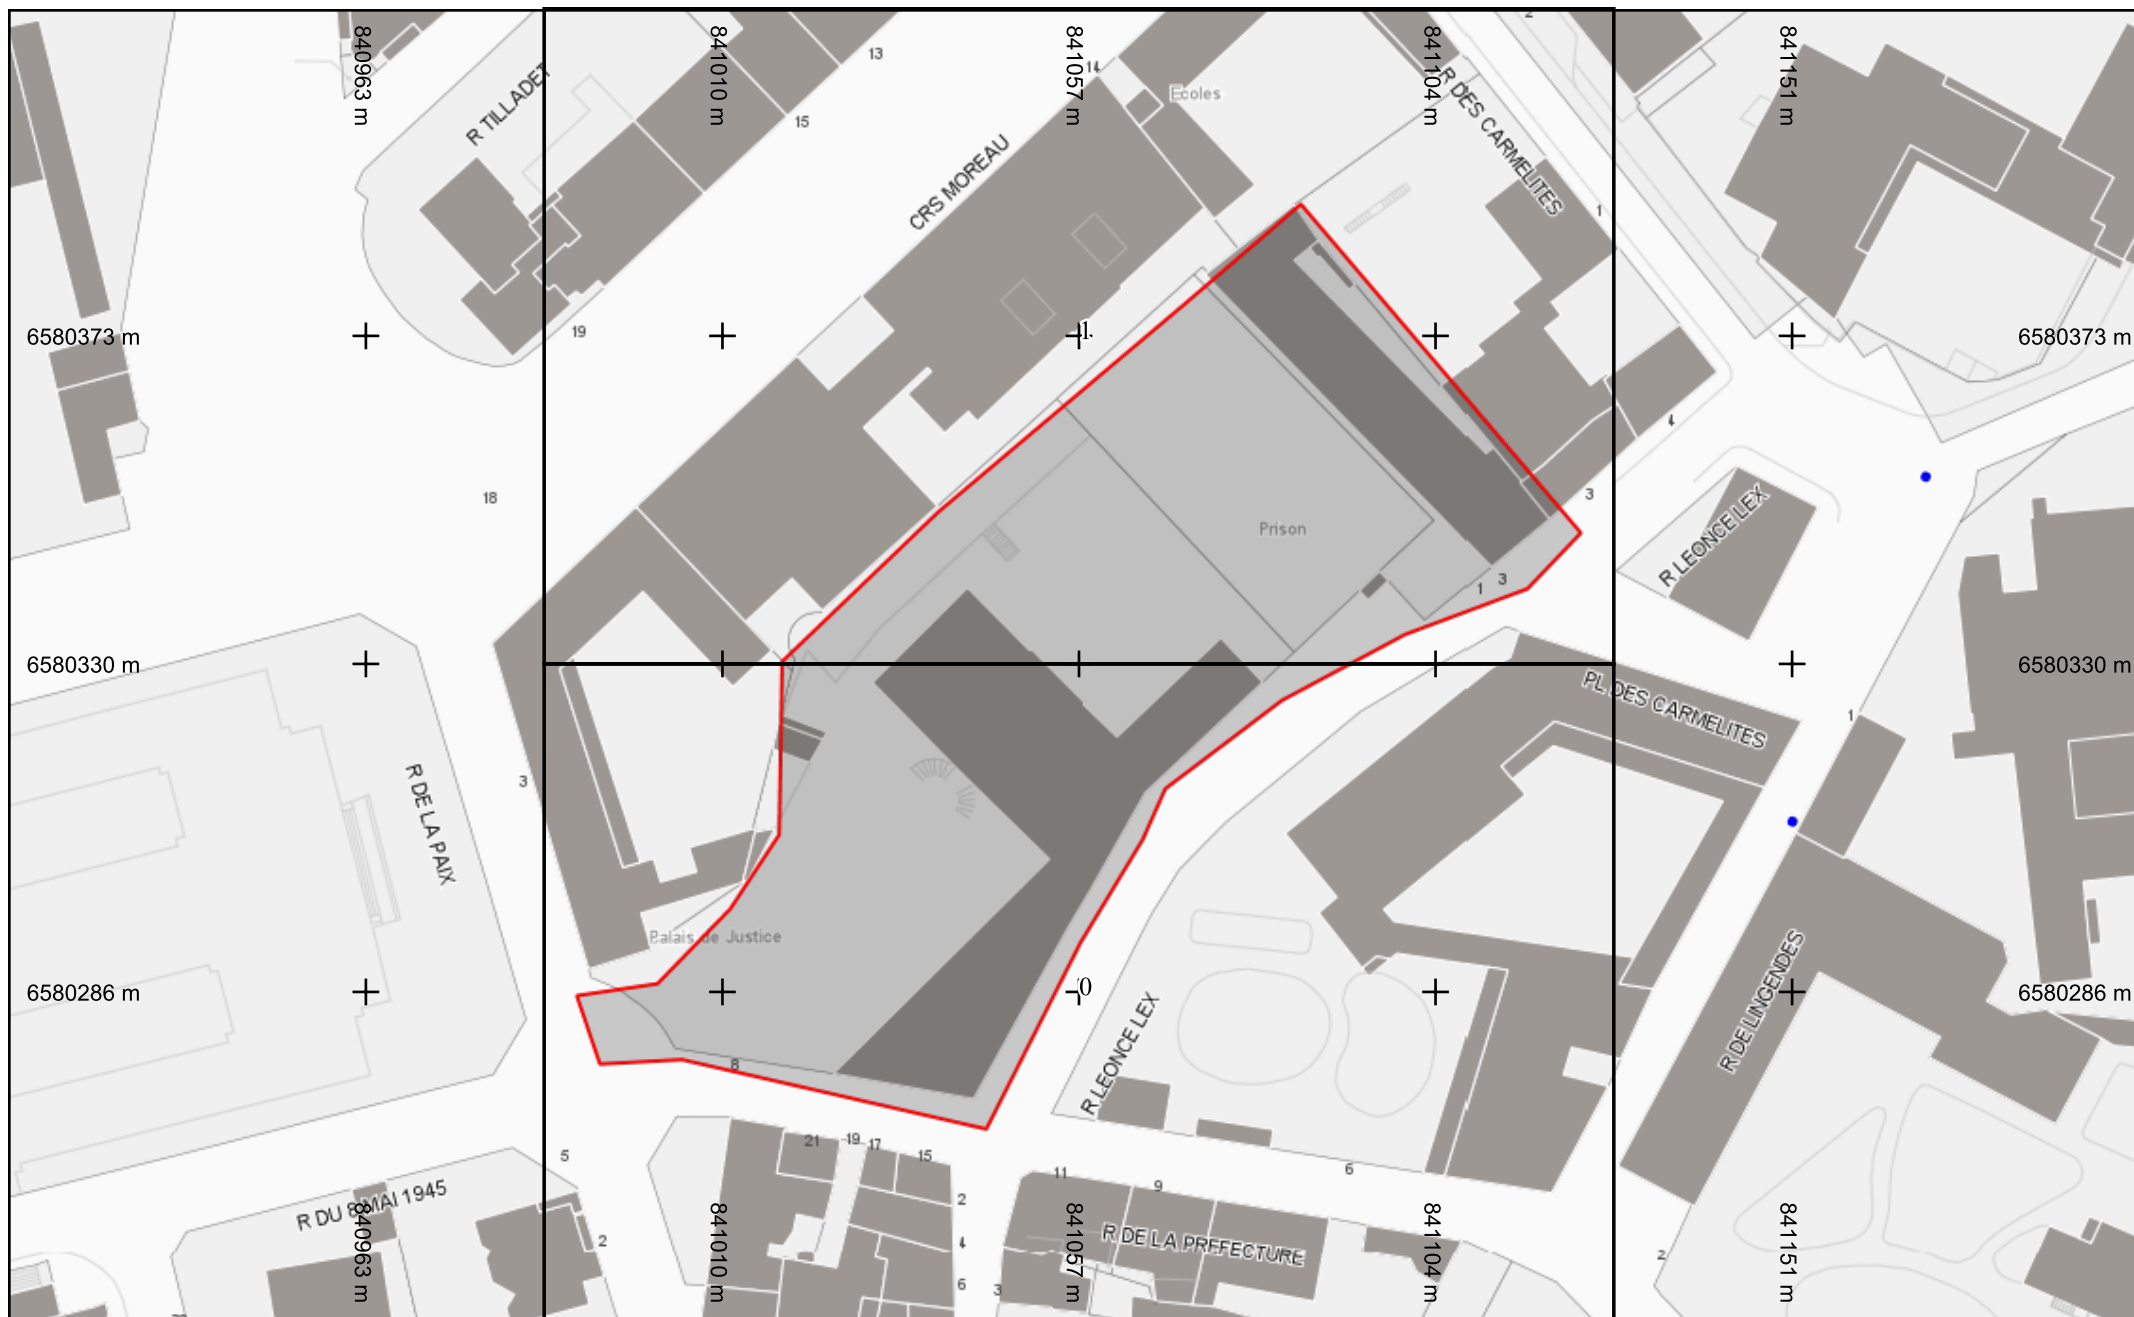 840963 m
841010 m
841057 m
841104 m
841151 m
2
13
14
Ecoles
R TILLADET
15
R DES CARMELITES
CRS MOREAU
1
6580373 m
19
1.
6580373 m
4
18
3
Prison
R LEONCE LEX
1
3
6580330 m
6580330 m
PL DES CARMELITES
1
3
R DE LA PAIX
Palais de Justice
6580286 m
0
6580286 m
R DE LINGENDES
R LEONCE LEX
8
21
19
17
15
5
11
9
6
R DU 8 MAI 1945
2
2
4
6
3
R DE LA PREFECTURE
2
840963 m
841010 m
841057 m
841104 m
841151 m